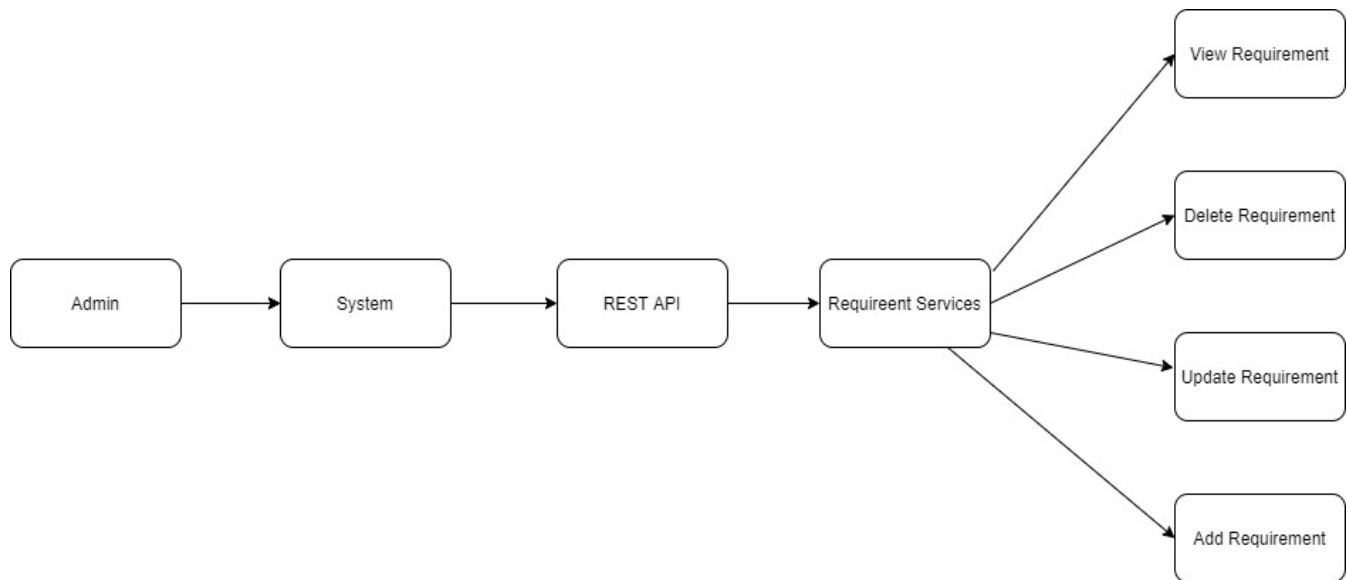 View Requirement
Delete Requirement
Admin
System
REST API
Requireent Services
Update Requirement
Add Requirement